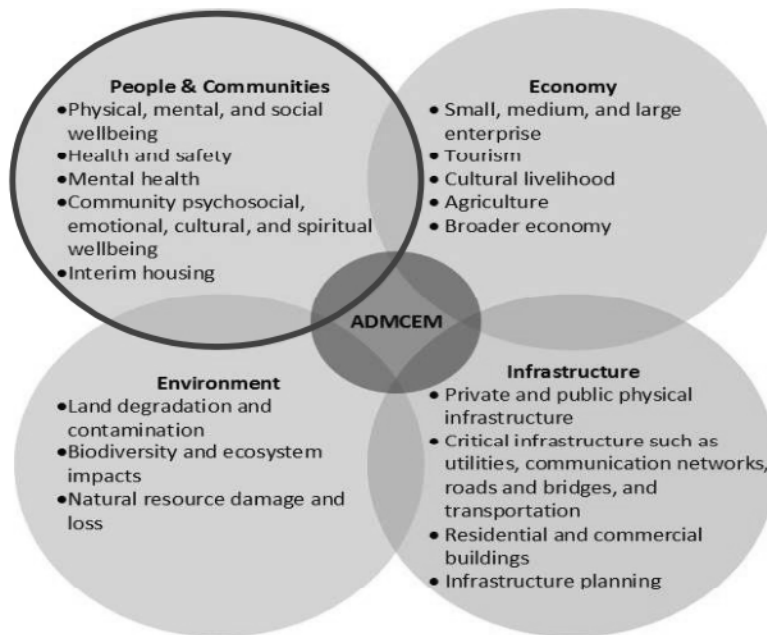 People & Communities
•Physical, mental, and social
wellbeing
•Health and safety
•Mental health
•Community psychosocial,
emotional, cultural, and spiritual
wellbeing
•Interim housing
Economy
• Small, medium, and large
enterprise
• Tourism
• Cultural livelihood
• Agriculture
• Broader economy
ADMCEM
Environment
•Land degradation and
contamination
•Biodiversity and ecosystem
impacts
•Natural resource damage and
loss
Infrastructure
• Private and public physical
infrastructure
• Critical infrastructure such as
utilities, communication networks,
roads and bridges, and
transportation
• Residential and commercial
buildings
• Infrastructure planning